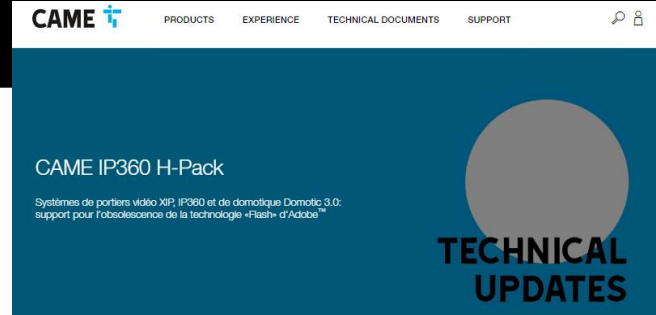 CAME
PRODUCTS EXPERIENCE TECHNICAL DOCUMENTS SUPPORT
CAME IP360 H-Pack
Systèmes de portiers vidéo XIP, IP360 et de domotique Domotic 3.0:
support pour l'obsolescence de la technologie «Flash» d'Adobe™
TECHNICAL
UPDATES